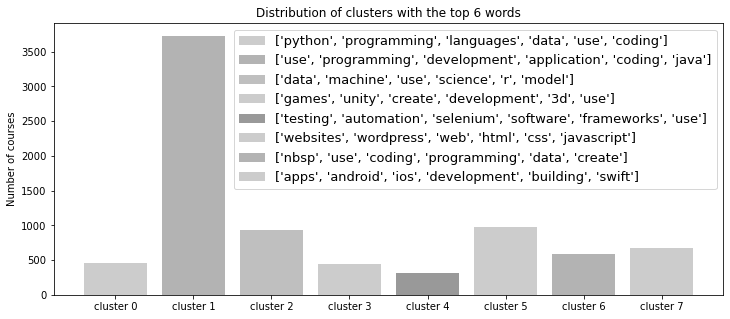 Distribution of clusters with the top 6 words
Number of courses
3500
3000
2500
2000
1500
1000
500
0
['python', 'programming', 'languages', 'data', 'use', 'coding']
['use', 'programming', 'development', 'application', 'coding', 'java']
['data', 'machine', 'use', 'science', 'r', 'model']
['games', 'unity', 'create', 'development', '3d', 'use']
['testing', 'automation', 'selenium', 'software', 'frameworks', 'use']
['websites', 'wordpress', 'web', 'html', 'css', 'javascript']
['nbsp', 'use', 'coding', 'programming', 'data', 'create']
['apps', 'android', 'ios', 'development', 'building', 'swift']
cluster 0 cluster 1 cluster 2 cluster 3 cluster 4 cluster 5 cluster 6 cluster 7